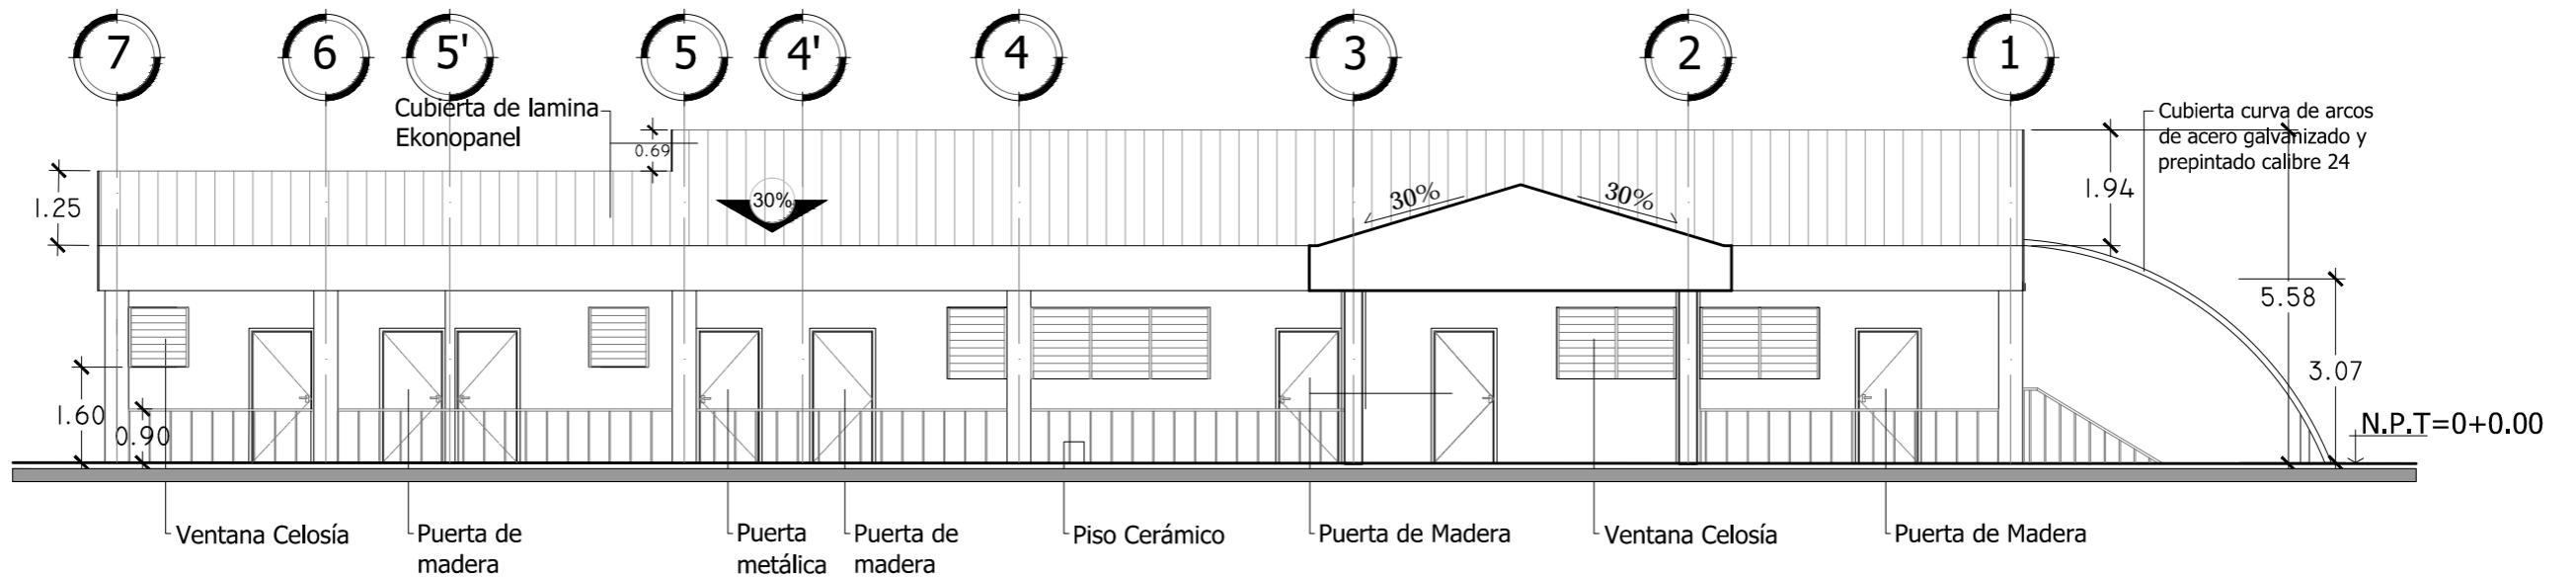 7 6 5' 5 4' 4 3 2 1
Cubierta de lamina
Ekonopanel
Cubierta curva de arcos
de acero galvanizado y
prepintado calibre 24
0.69
1.25
30%
30%
30%
1.94
5.58
3.07
1.60
0.90
N.P.T=0+0.00
Ventana Celosía
Puerta de
madera
Puerta
metálica
Puerta de
madera
Piso Cerámico
Puerta de Madera
Ventana Celosía
Puerta de Madera